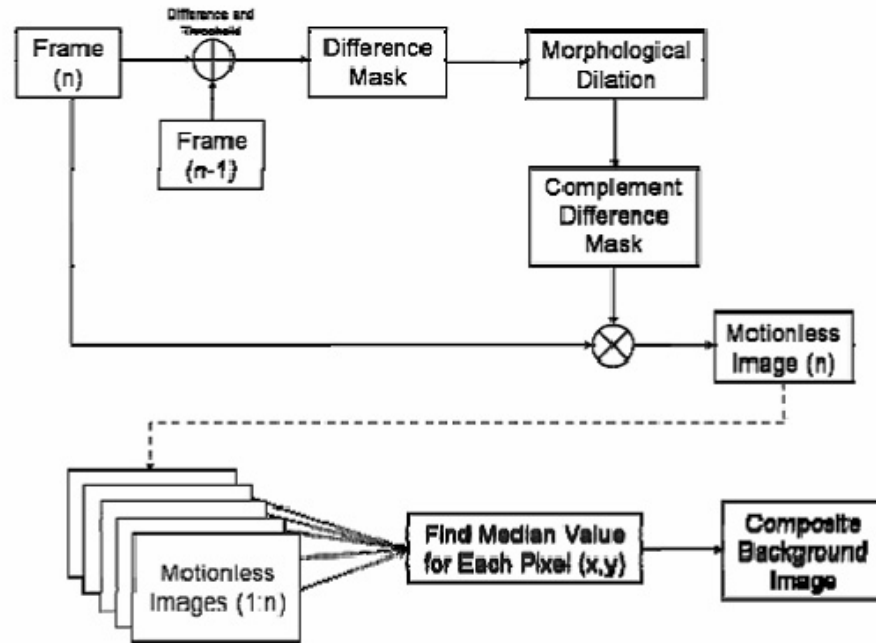 Difference and
Threshold
Frame
(n)
Difference
Mask
Morphological
Dilation
Frame
(n-1)
Complement
Difference
Mask
Motionless
Image (n)
Motionless
Images (1:n)
Find Median Value
for Each Pixel (x,y)
Composite
Background
Image